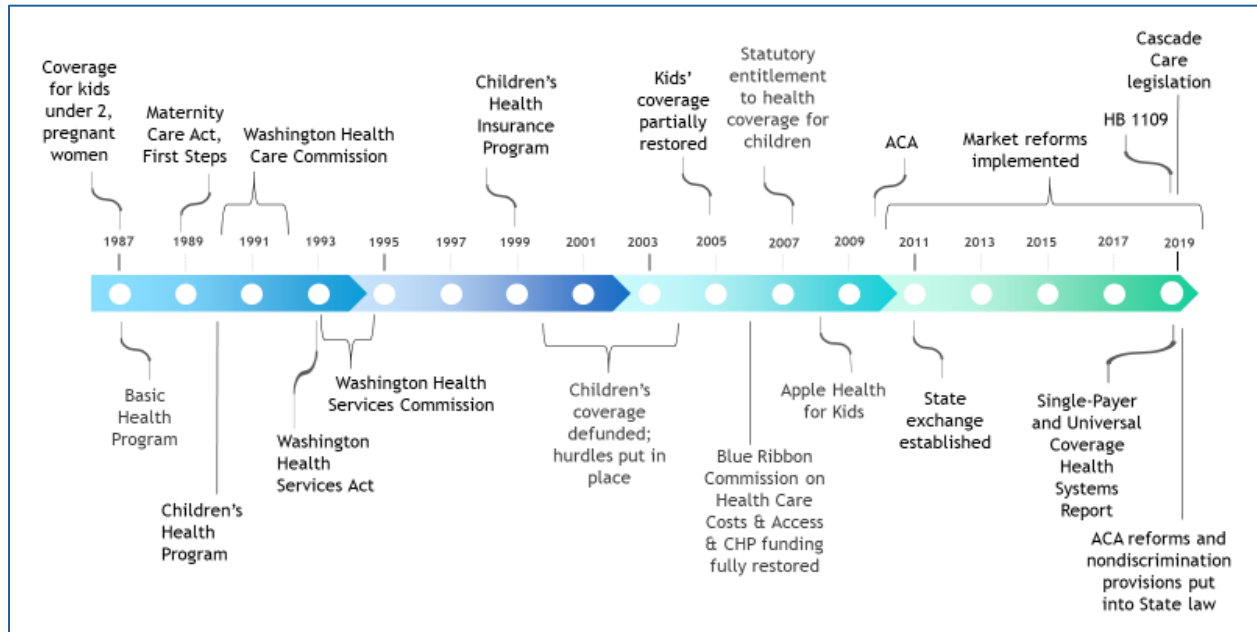 Coverage
for kids
under 2,
pregnant
women
Maternity
Care Act,
First Steps
Washington Health
Care Commission
Children's
Health
Insurance
Program
Kids'
coverage
partially
restored
Statutory
entitlement
to health
coverage for
children
ACA
Market reforms
implemented
HB 1109
Cascade
Care
legislation
1987
1989
1991
1993
1995
1997
1999
2001
2003
2005
2007
2009
2011
2013
2015
2017
2019
Basic
Health
Program
Children's
Health
Program
Washington
Health
Services Act
Washington Health
Services Commission
Children's
coverage
defunded;
hurdles put in
place
Blue Ribbon
Commission on
Health Care
Costs & Access
& CHP funding
fully restored
Apple Health
for Kids
State
exchange
established
Single-Payer
and Universal
Coverage
Health
Systems
Report
ACA reforms and
nondiscrimination
provisions put
into State law